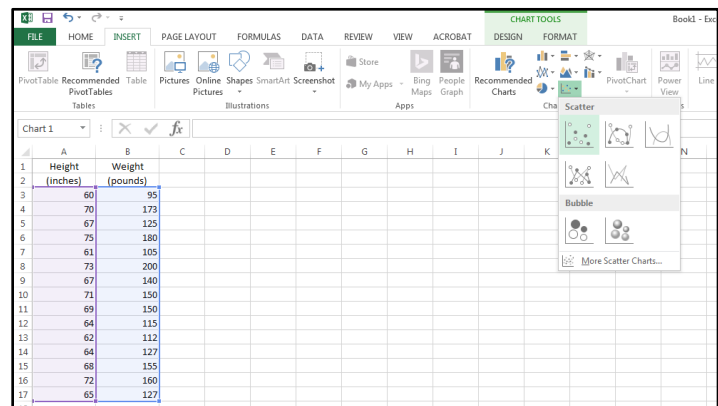 CHART TOOLS Book1 - Exc
FILE HOME INSERT PAGE LAYOUT FORMULAS DATA REVIEW VIEW ACROBAT DESIGN FORMAT
PivotTable Recommended PivotTables Table Pictures Online Pictures Shapes SmartArt Screenshot Store My Apps Bing Maps People Graph Recommended Charts PivotChart Power View Line
Tables Illustrations Apps Cha s
Scatter
Chart 1 fx
A B C D E F G H I J K N
1 Height Weight
2 (inches) (pounds)
3 60 95
4 70 173
5 67 125
6 75 180
7 61 105
8 73 200
9 67 140
10 71 150
11 69 150
12 64 115
13 62 112
14 64 127
15 68 155
16 72 160
17 65 127
Bubble
More Scatter Charts...